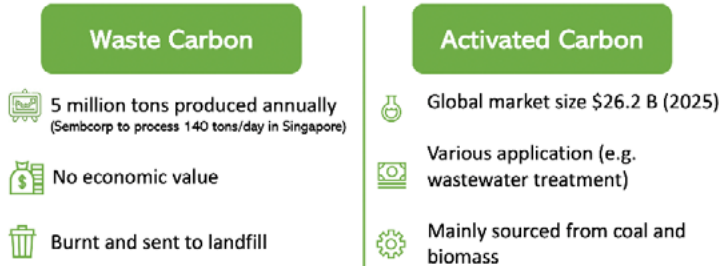 Waste Carbon
5 million tons produced annually
(Sembcorp to process 140 tons/day in Singapore)
No economic value
Burnt and sent to landfill
Activated Carbon
Global market size $26.2 B (2025)
Various application (e.g.
wastewater treatment)
Mainly sourced from coal and
biomass